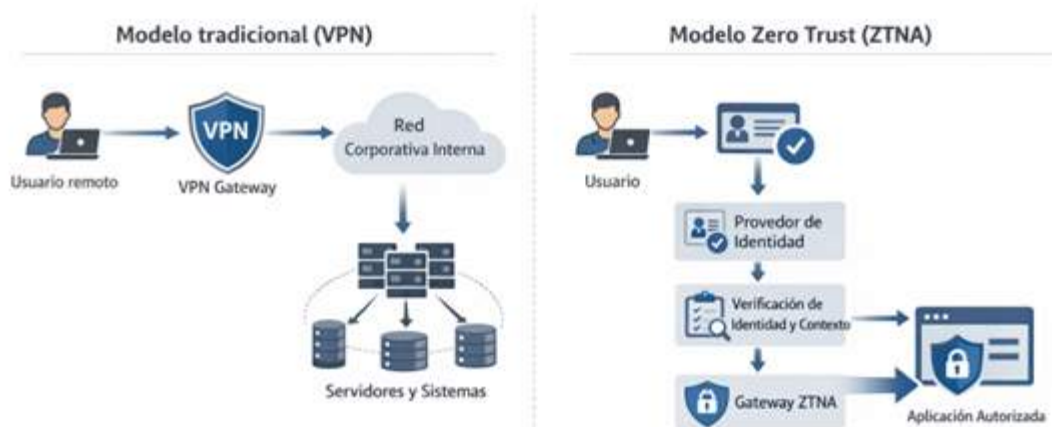 Modelo tradicional (VPN)
Usuario remoto
VPN
VPN Gateway
Red
Corporativa Interna
Servidores y Sistemas
Modelo Zero Trust (ZTNA)
Usuario
Provedor de
Identidad
Verificación de
Identidad y Contexto
Gateway ZTNA
Aplicación Autorizada